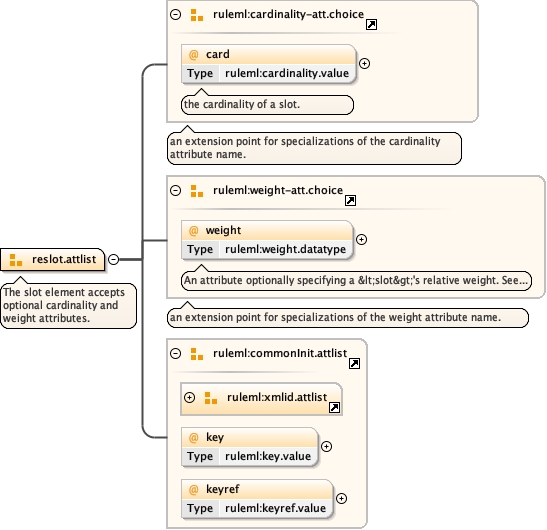 ruleml:cardinality-att.choice
@ card
Type ruleml:cardinality.value
the cardinality of a slot.
an extension point for specializations of the cardinality
attribute name.
ruleml:weight-att.choice
@ weight
Type ruleml:weight.datatype
An attribute optionally specifying a &lt;slot&gt;'s relative weight. See...
an extension point for specializations of the weight attribute name.
reslot.attlist
The slot element accepts
optional cardinality and
weight attributes.
ruleml:commonInit.attlist
ruleml:xmlid.attlist
@ key
Type ruleml:key.value
@ keyref
Type ruleml:keyref.value